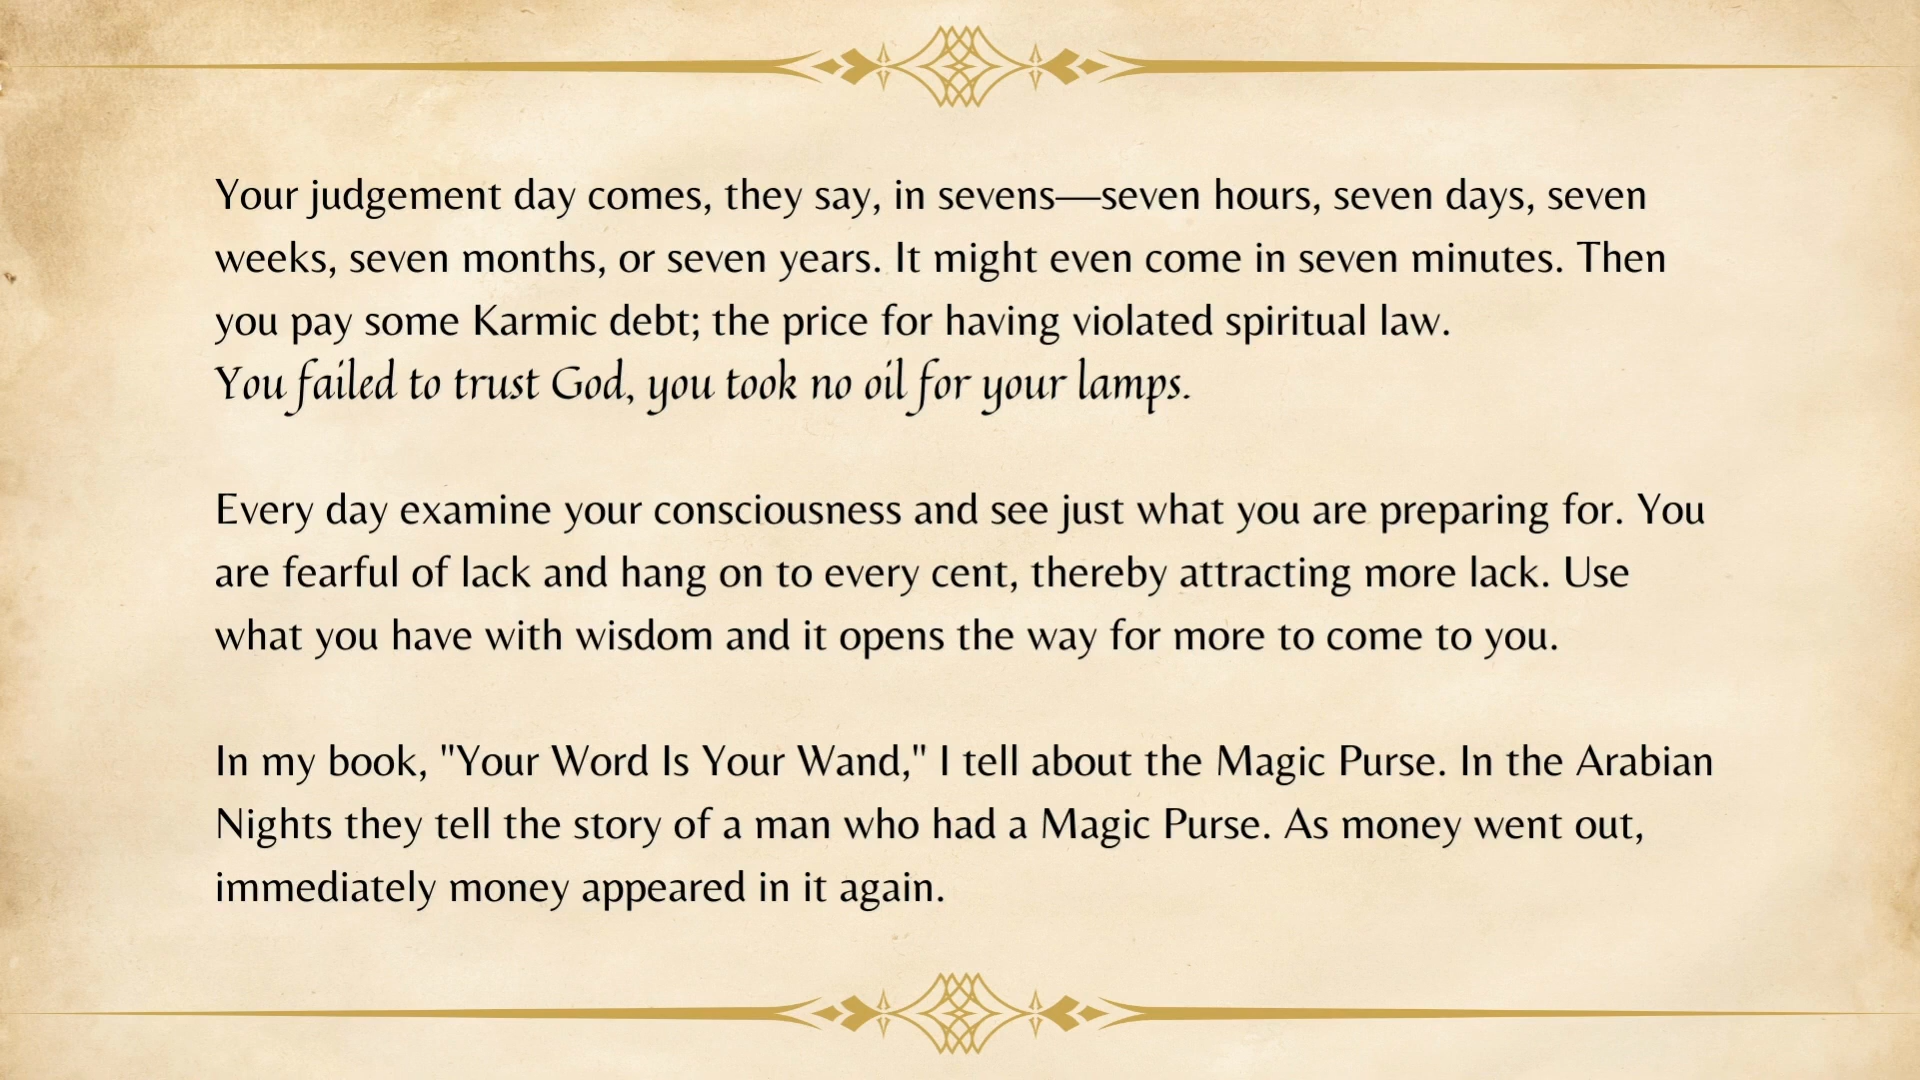 Your judgement day comes, they say, in sevens—seven hours, seven days, seven
weeks, seven months, or seven years. It might even come in seven minutes. Then
you pay some Karmic debt; the price for having violated spiritual law.
You failed to trust God, you took no oil for your lamps.
Every day examine your consciousness and see just what you are preparing for. You
are fearful of lack and hang on to every cent, thereby attracting more lack. Use
what you have with wisdom and it opens the way for more to come to you.
In my book, "Your Word Is Your Wand," I tell about the Magic Purse. In the Arabian
Nights they tell the story of a man who had a Magic Purse. As money went out,
immediately money appeared in it again.